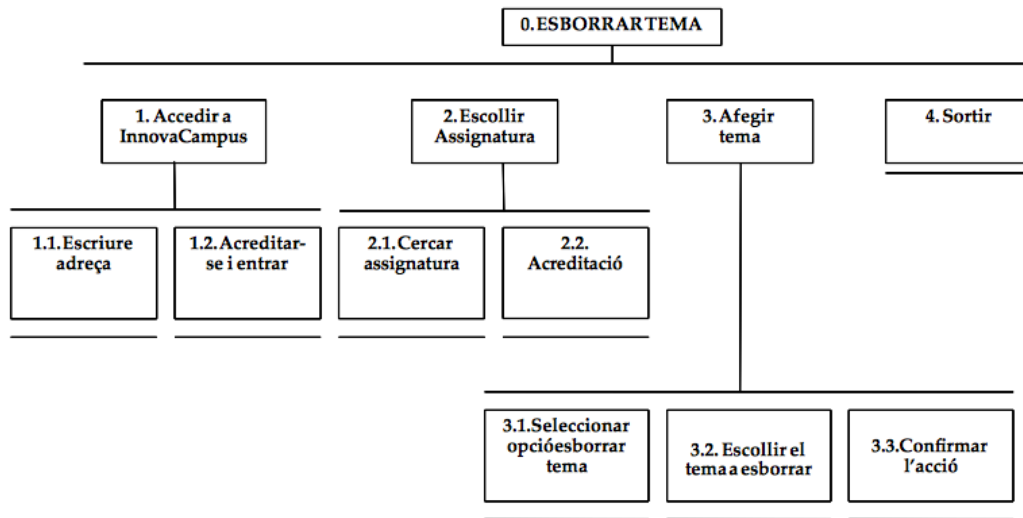 0. ESBORRAR TEMA
1. Accedir a
InnovaCampus
2. Escollir
Assignatura
3. Afegir
tema
4. Sortir
1.1. Escriure
adreça
1.2. Acreditar-
se i entrar
2.1. Cercar
assignatura
2.2.
Acreditació
3.1.Seleccionar
opcióesborrar
tema
3.2. Escollir el
tema a esborrar
3.3.Confirmar
l'acció